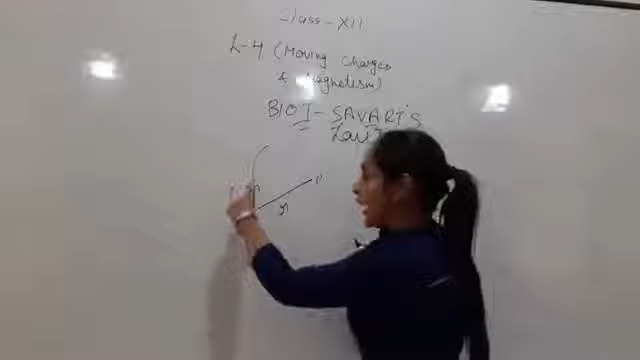 Class-XII
L-4 (Moving Charges
& Magnetism)
BIOT-SAVART'S
Law
r
P